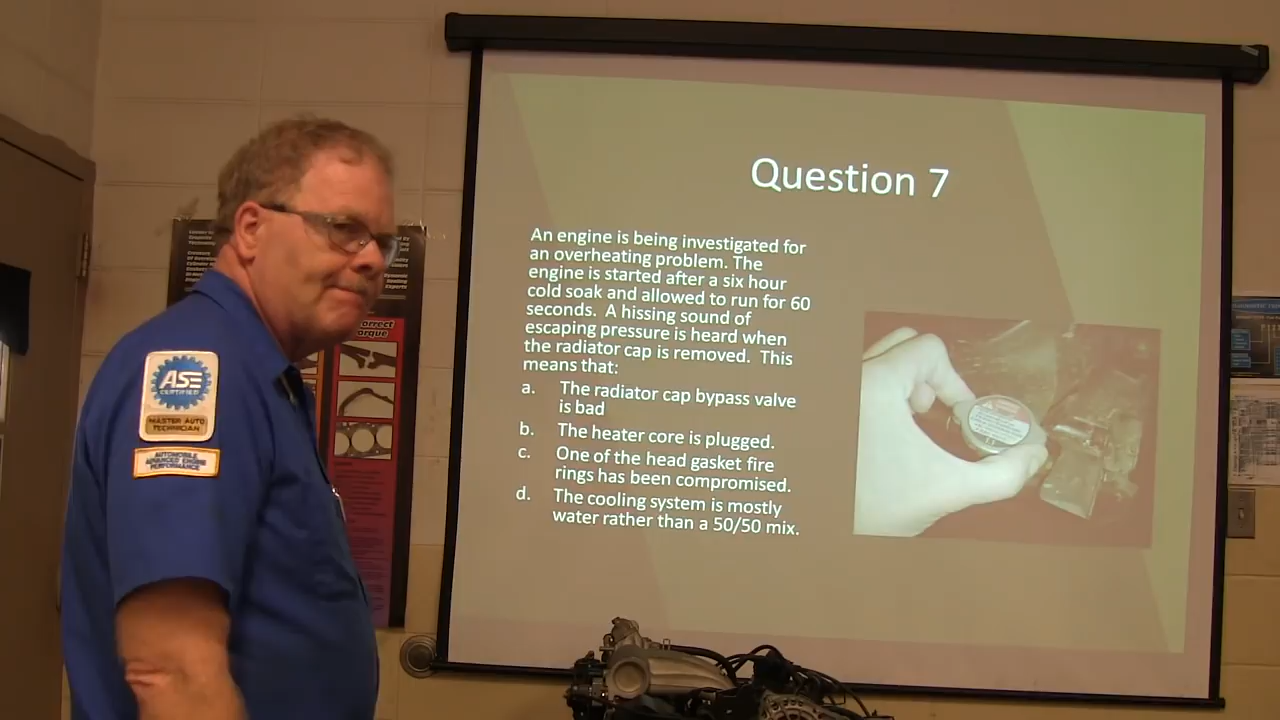 Question 7
An engine is being investigated for
an overheating problem. The
engine is started after a six hour
cold soak and allowed to run for 60
seconds. A hissing sound of
escaping pressure is heard when
the radiator cap is removed. This
means that:
a. The radiator cap bypass valve
is bad
b. The heater core is plugged.
c. One of the head gasket fire
rings has been compromised.
d. The cooling system is mostly
water rather than a 50/50 mix.
ASE
CERTIFIED
MASTER AUTO
TECHNICIAN
AUTOMOBILE
ADVANCED ENGINE
PERFORMANCE